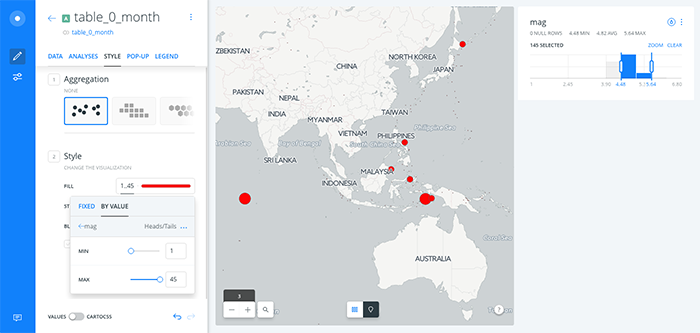 A table_0_month
table_0_month
DATA ANALYSES STYLE POP-UP LEGEND
1 Aggregation
NONE
2 Style
CHANGE THE VISUALIZATION
FILL 1..45
FIXED BY VALUE
mag Heads/Tails ...
MIN 1
MAX 45
VALUES CARTOCSS
UZBEKISTAN
NORTH KOREA
CHINA
JAPAN
PAKISTAN
NEPAL
TAIWAN
INDIA
MYANMAR
Philippine Sea
VIETNAM
PHILIPPINES
Arabian Sea
Bay of Bengal
South China Sea
SRI LANKA
MALAYSIA
INDONESIA
Coral Sea
AUSTRALIA
3
?
mag
0 NULL ROWS 4.48 MIN 4.82 AVG 5.64 MAX
145 SELECTED ZOOM CLEAR
1 2.45 3.90 4.48 5.15 5.64 6.80